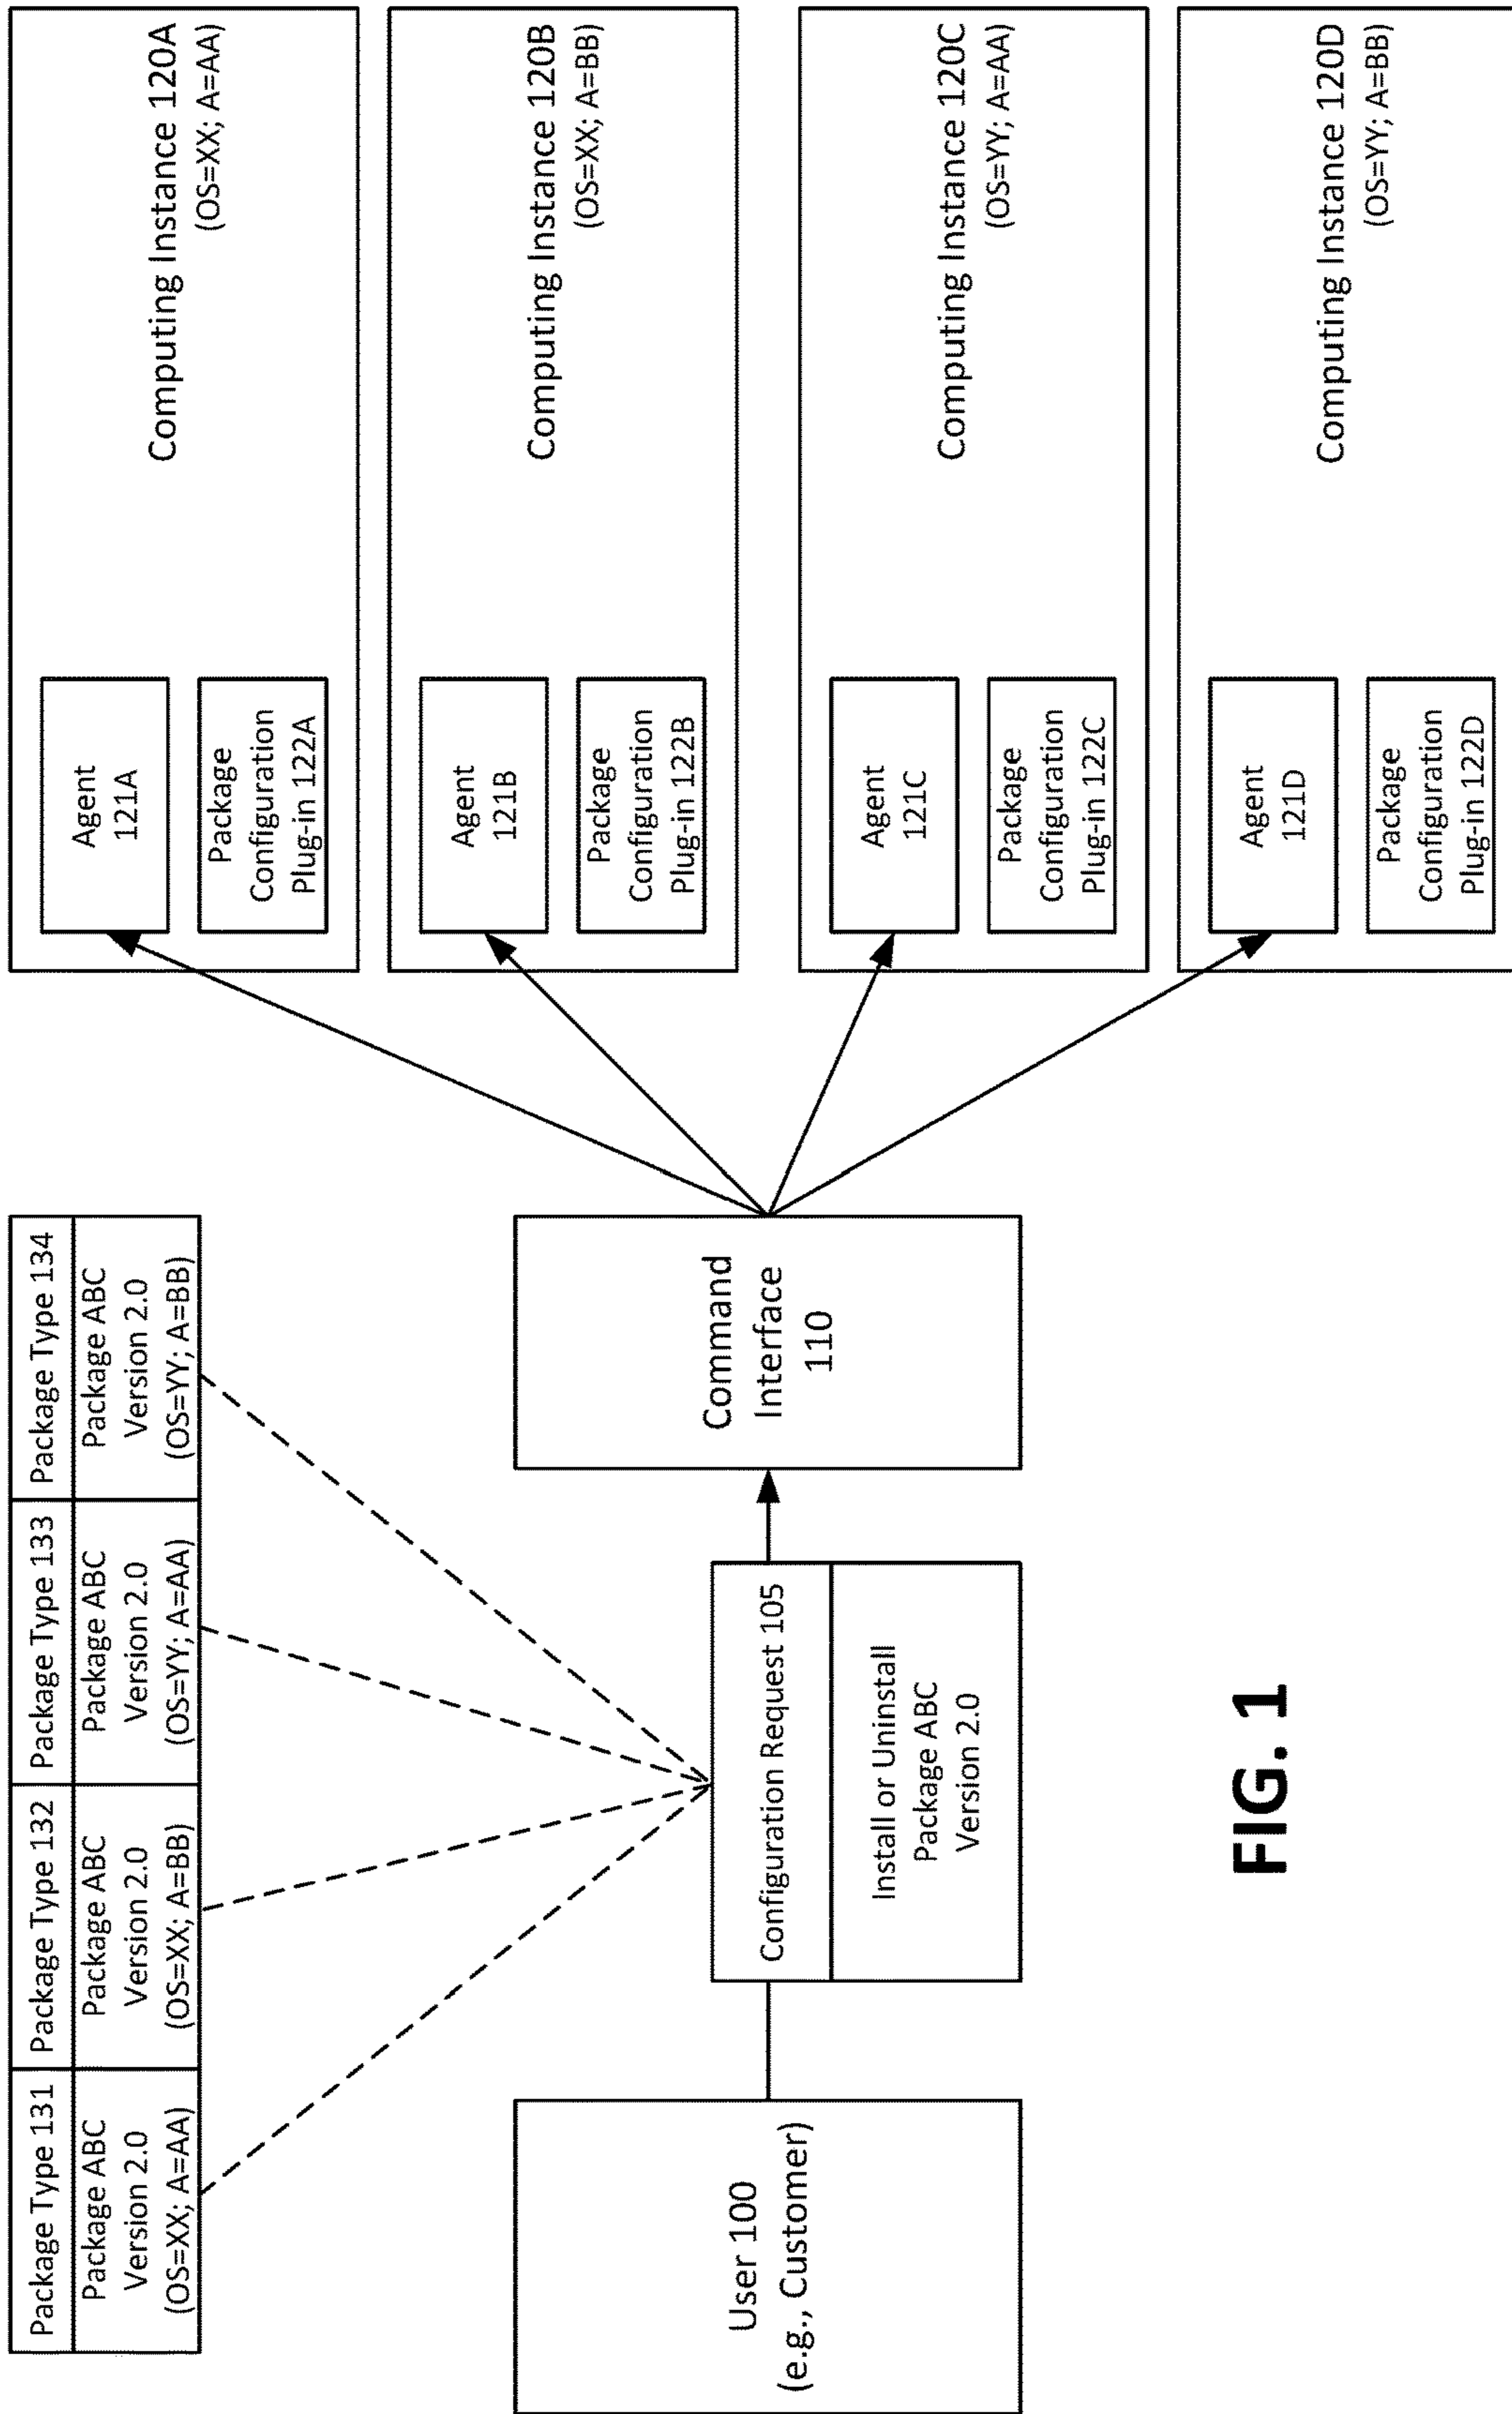 Package Type 131
Package ABC
Version 2.0
(OS=XX; A=AA)
Package Type 132
Package ABC
Version 2.0
(OS=XX; A=BB)
Package Type 133
Package ABC
Version 2.0
(OS=YY; A=AA)
Package Type 134
Package ABC
Version 2.0
(OS=YY; A=BB)
User 100
(e.g., Customer)
Configuration Request 105
Install or Uninstall
Package ABC
Version 2.0
Command
Interface
110
Computing Instance 120A
(OS=XX; A=AA)
Agent
121A
Package
Configuration
Plug-in 122A
Computing Instance 120B
(OS=XX; A=BB)
Agent
121B
Package
Configuration
Plug-in 122B
Computing Instance 120C
(OS=YY; A=AA)
Agent
121C
Package
Configuration
Plug-in 122C
Computing Instance 120D
(OS=YY; A=BB)
Agent
121D
Package
Configuration
Plug-in 122D
FIG. 1